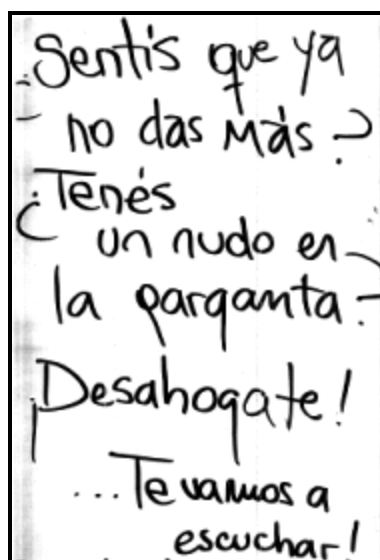 ¿Sentís que ya
no das más?
¿Tenés
un nudo en
la garganta?
¡Desahogate!
...Te vamos a
escuchar!